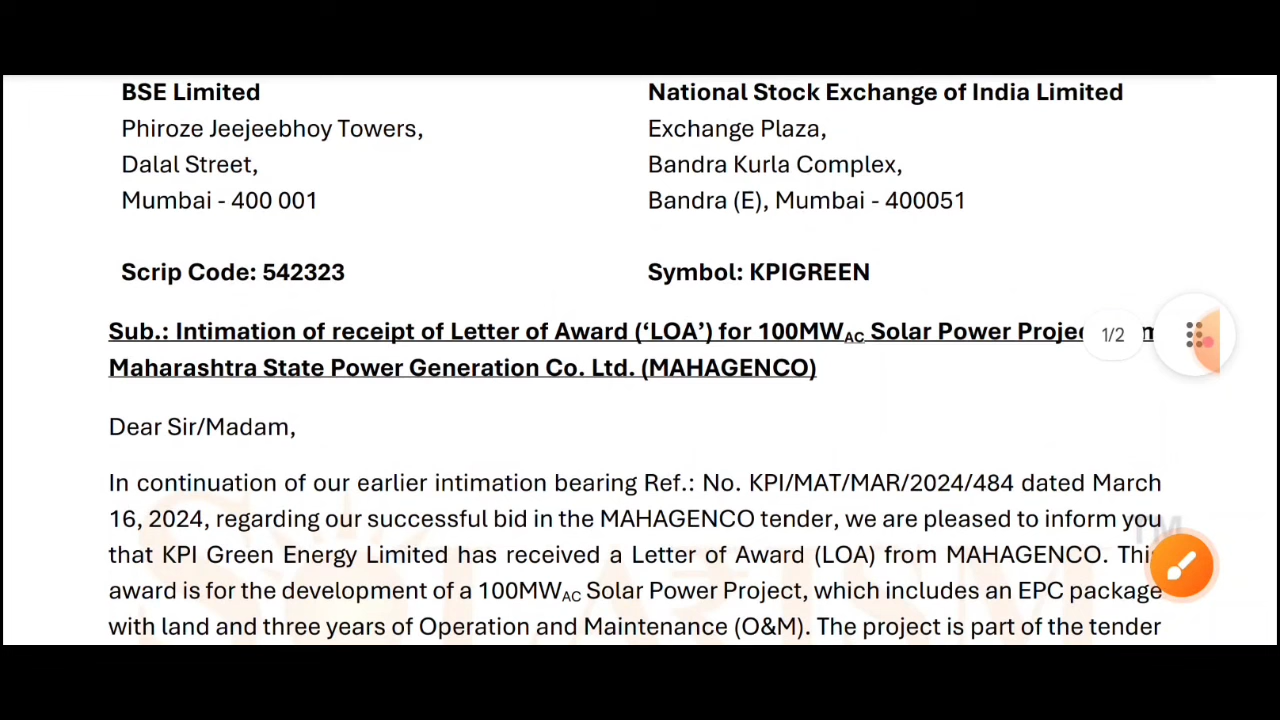 BSE Limited
Phiroze Jeejeebhoy Towers,
Dalal Street,
Mumbai - 400 001
National Stock Exchange of India Limited
Exchange Plaza,
Bandra Kurla Complex,
Bandra (E), Mumbai - 400051
Scrip Code: 542323
Symbol: KPIGREEN
Sub.: Intimation of receipt of Letter of Award (‘LOA’) for 100MWAC Solar Power
Maharashtra State Power Generation Co. Ltd. (MAHAGENCO)
1/2
Dear Sir/Madam,
In continuation of our earlier intimation bearing Ref.: No. KPI/MAT/MAR/2024/484 dated March
16, 2024, regarding our successful bid in the MAHAGENCO tender, we are pleased to inform you
that KPI Green Energy Limited has received a Letter of Award (LOA) from MAHAGENCO. This
award is for the development of a 100MWAC Solar Power Project, which includes an EPC package
with land and three years of Operation and Maintenance (O&M). The project is part of the tender
TM